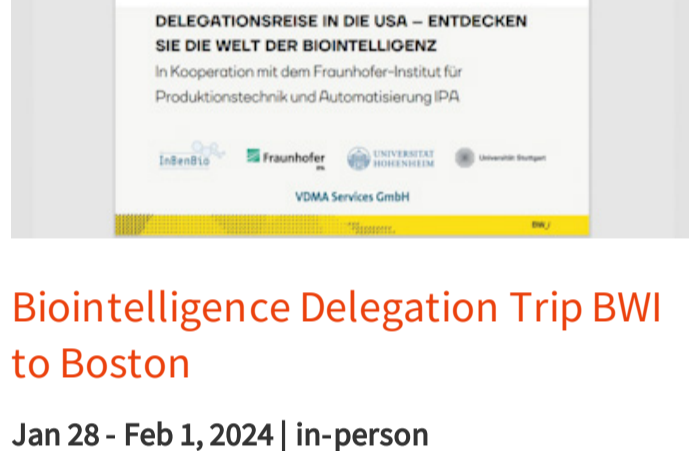 DELEGATIONSREISE IN DIE USA – ENTDECKEN
SIE DIE WELT DER BIOINTELLIGENZ
In Kooperation mit dem Fraunhofer-Institut für
Produktionstechnik und Automatisierung IPA
InBenBio
Fraunhofer
IPA
UNIVERSITÄT
HOHENHEIM
Universität Stuttgart
VDMA Services GmbH
BW_i
Biointelligence Delegation Trip BWI
to Boston
Jan 28 - Feb 1, 2024 | in-person